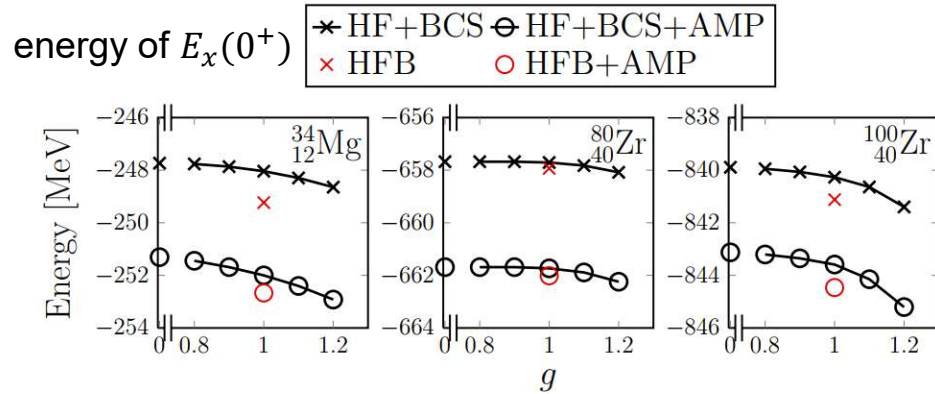 energy of $E_x(0^+)$
HF+BCS HF+BCS+AMP
HFB HFB+AMP
Energy [MeV]
−246
−248
−250
−252
−254
$^{34}_{12}$Mg
0 0.8 1 1.2
−656
−658
−660
−662
−664
$^{80}_{40}$Zr
0 0.8 1 1.2
−838
−840
−842
−844
−846
$^{100}_{40}$Zr
0 0.8 1 1.2
g